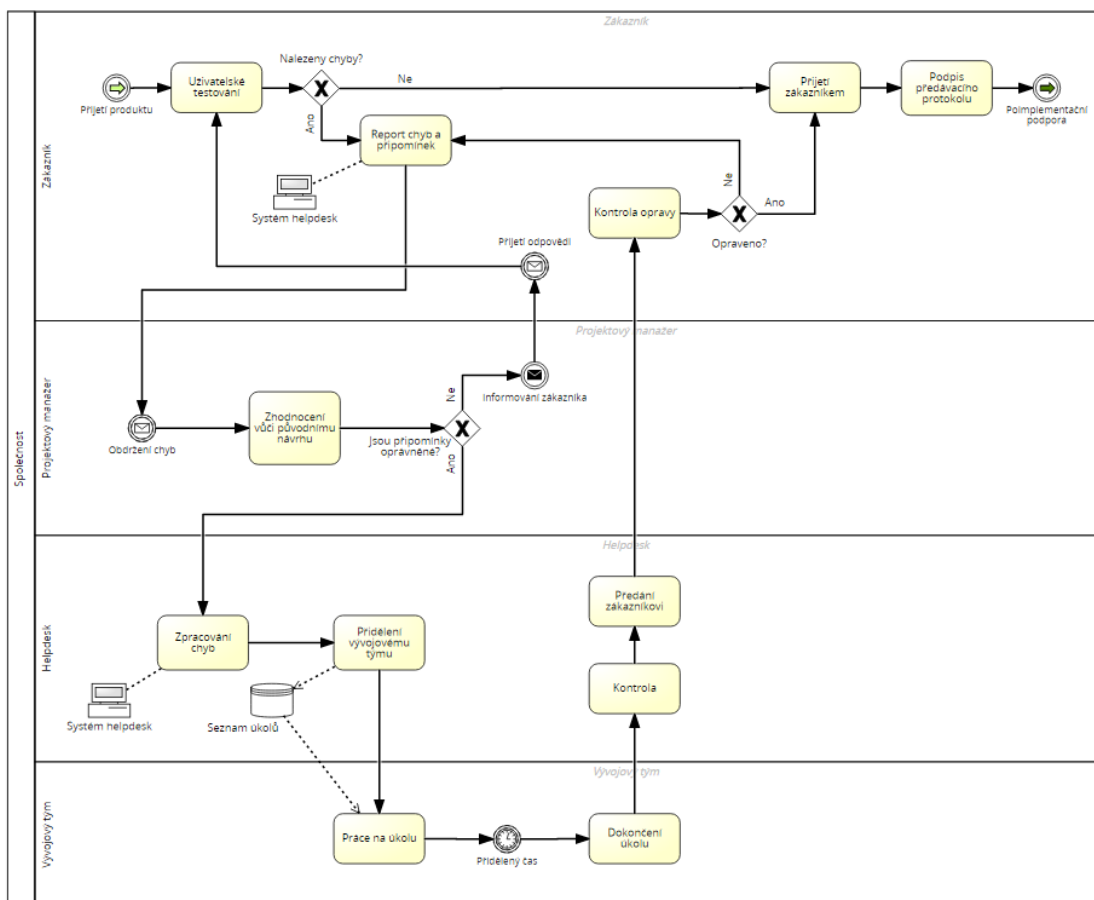 Společnost
Zákazník
Zákazník
Nalezeny chyby?
Ne
Ano
Přijetí produktu
Uživatelské
testování
Přijetí
zákazníkem
Podpis
předávacího
protokolu
Poimplementační
podpora
Report chyb a
připomínek
Systém helpdesk
Kontrola opravy
Ne
Ano
Opraveno?
Přijetí odpovědi
Projektový manažer
Projektový manažer
Informování zákazníka
Obdržení chyb
Zhodnocení
vůči původnímu
návrhu
Ne
Jsou připomínky
oprávněné?
Ano
Helpdesk
Helpdesk
Zpracování
chyb
Přidělení
vývojovému
týmu
Systém helpdesk
Seznam úkolů
Předání
zákazníkovi
Kontrola
Vývojový tým
Vývojový tým
Práce na úkolu
Přidělený čas
Dokončení
úkolu